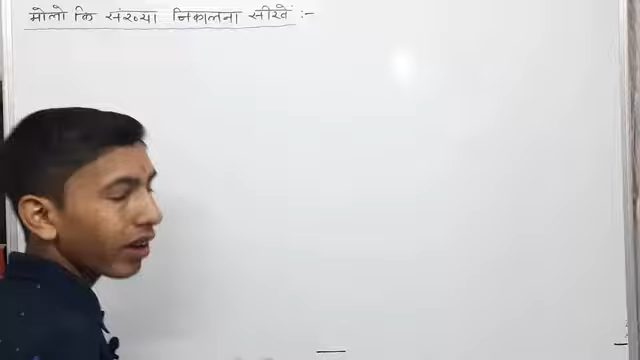 मोलो कि संख्या निकालना सीखें :-